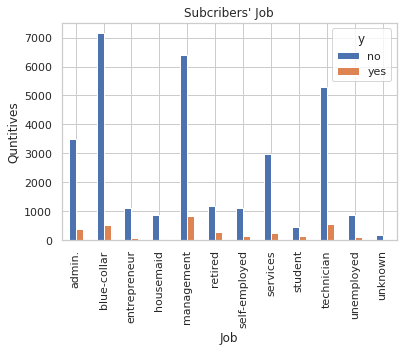 Subcribers' Job
y
no
yes
7000
6000
5000
4000
3000
2000
1000
0
Quntitives
admin.
blue-collar
entrepreneur
housemaid
management
retired
self-employed
services
student
technician
unemployed
unknown
Job